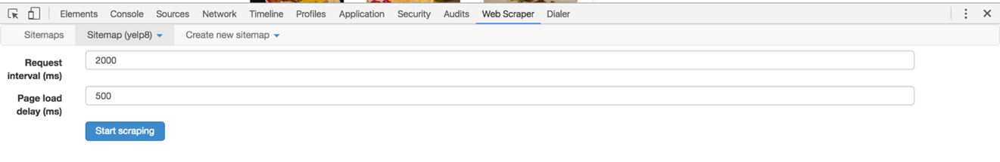 Elements Console Sources Network Timeline Profiles Application Security Audits Web Scraper Dialer
Sitemaps Sitemap (yelp8) Create new sitemap
Request interval (ms)
2000
Page load delay (ms)
500
Start scraping